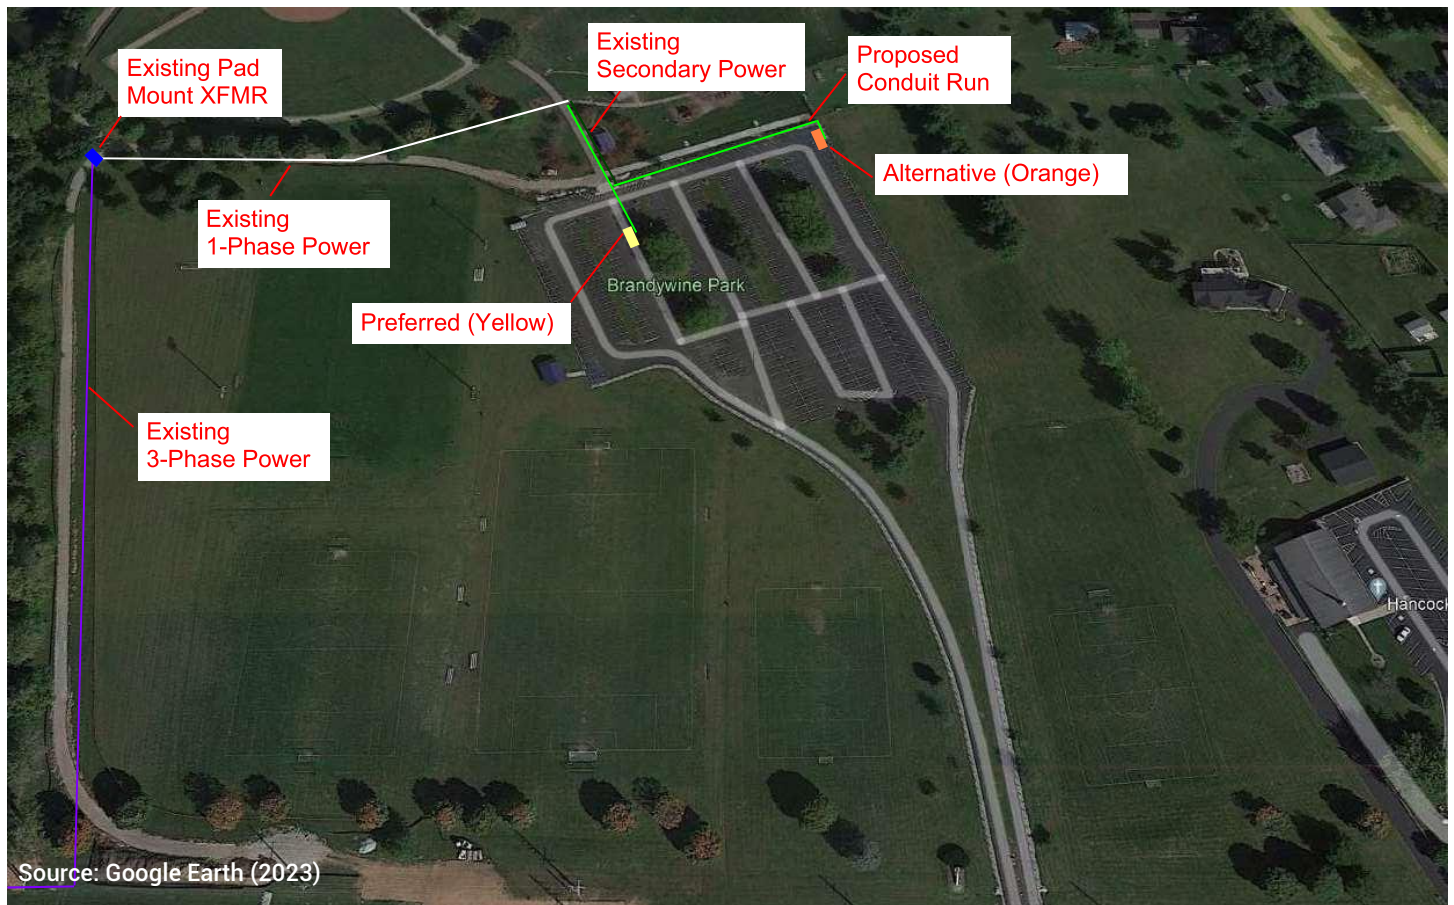 Existing Pad
Mount XFMR
Existing
Secondary Power
Proposed
Conduit Run
Alternative (Orange)
Existing
1-Phase Power
Brandywine Park
Preferred (Yellow)
Existing
3-Phase Power
Hancock
Source: Google Earth (2023)